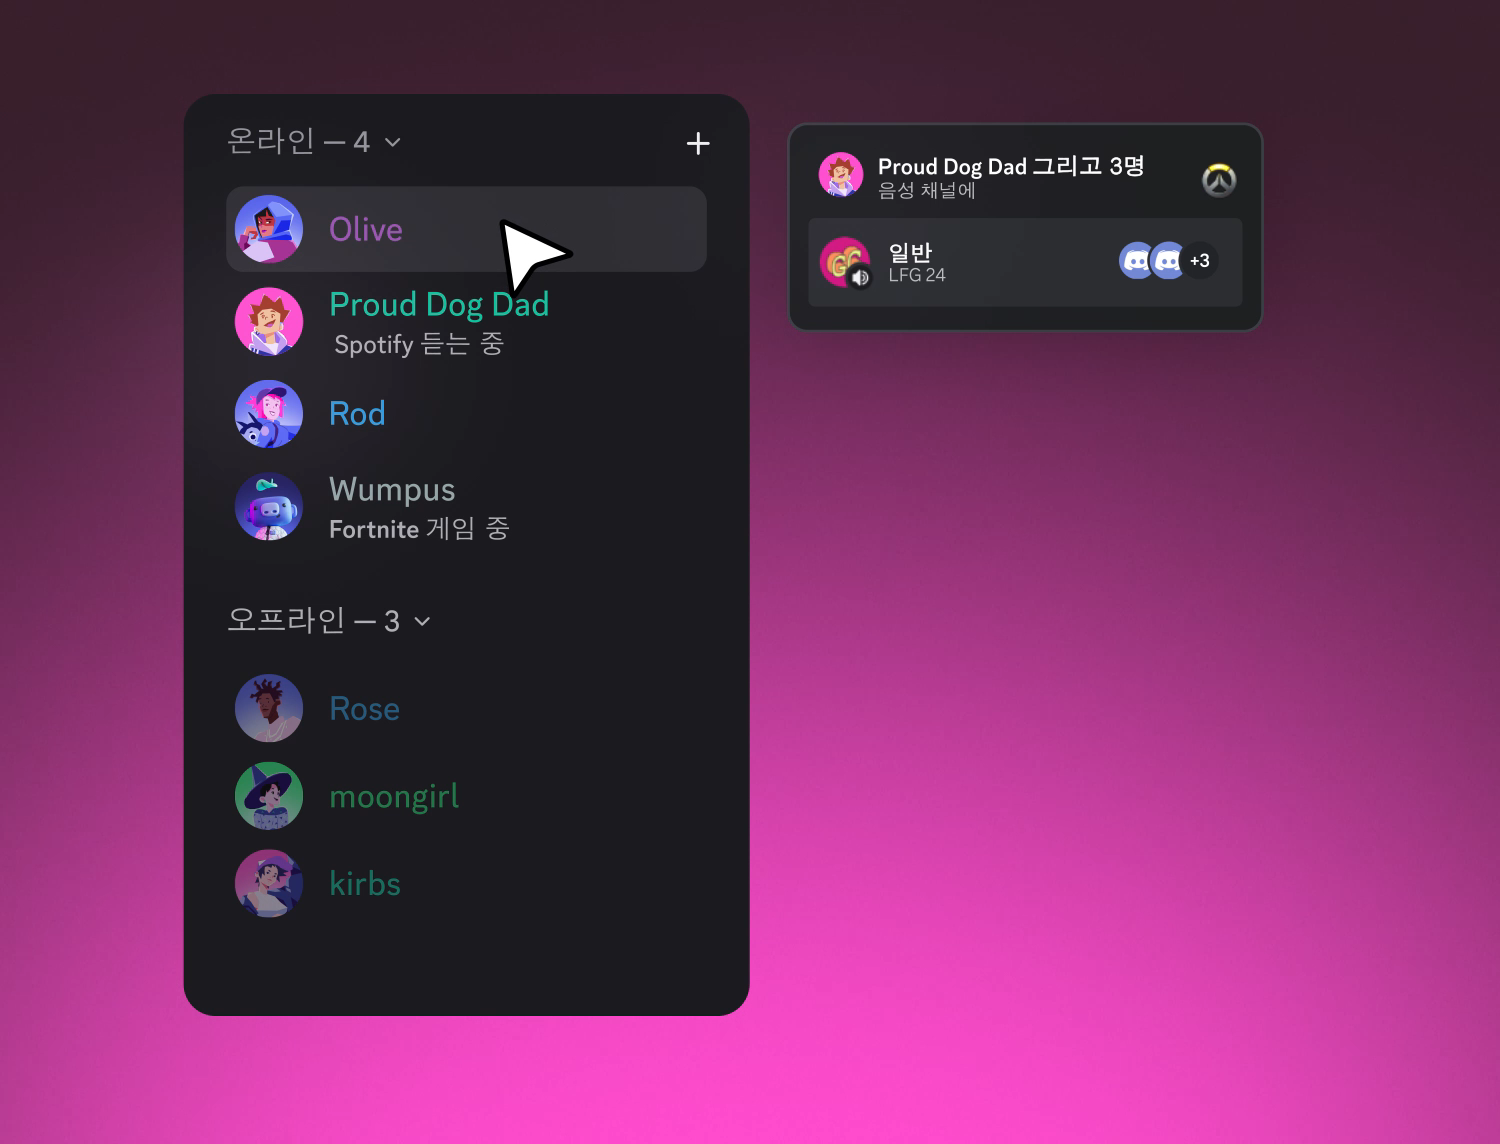 온라인 – 4
Olive
Proud Dog Dad
Spotify 듣는 중
Rod
Wumpus
Fortnite 게임 중
오프라인 – 3
Rose
moongirl
kirbs
Proud Dog Dad 그리고 3명
음성 채널에
GG
일반
LFG 24
+3